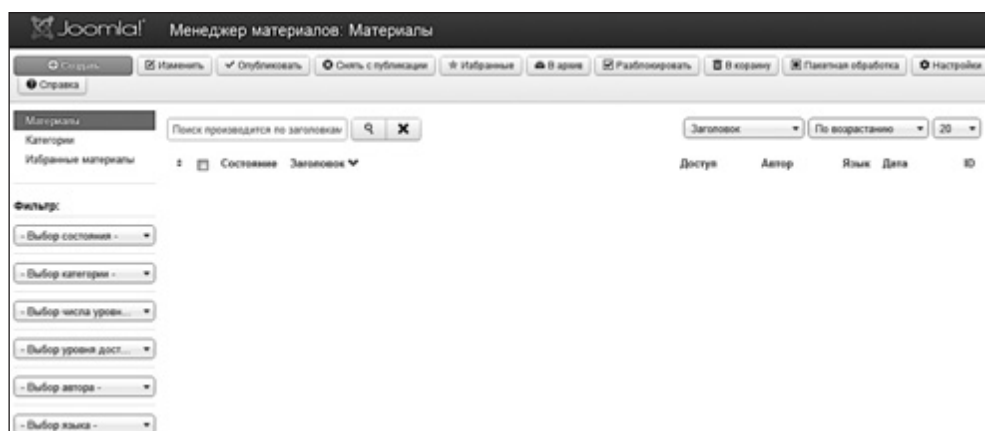 Joomla! Менеджер материалов: Материалы
Создать Изменить Опубликовать Снять с публикации Избранные В архив Разблокировать В корзину Пакетная обработка Настройки
Справка
Материалы
Категории
Избранные материалы
Поиск производится по заголовкам
Заголовок По возрастанию 20
Состояние Заголовок Доступ Автор Язык Дата ID
Фильтр:
- Выбор состояния -
- Выбор категории -
- Выбор числа уровн...
- Выбор уровня дост...
- Выбор автора -
- Выбор языка -